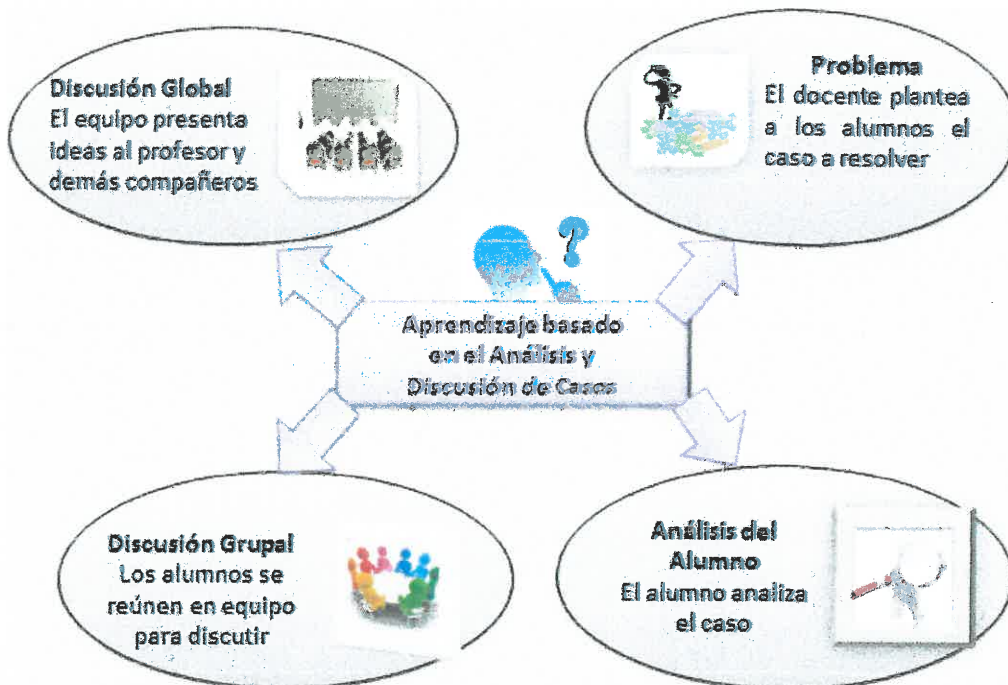 Discusión Global
El equipo presenta
ideas al profesor y
demás compañeros
Problema
El docente plantea
a los alumnos el
caso a resolver
?
Aprendizaje basado
en el Análisis y
Discusión de Casos
Discusión Grupal
Los alumnos se
reúnen en equipo
para discutir
Análisis del
Alumno
El alumno analiza
el caso